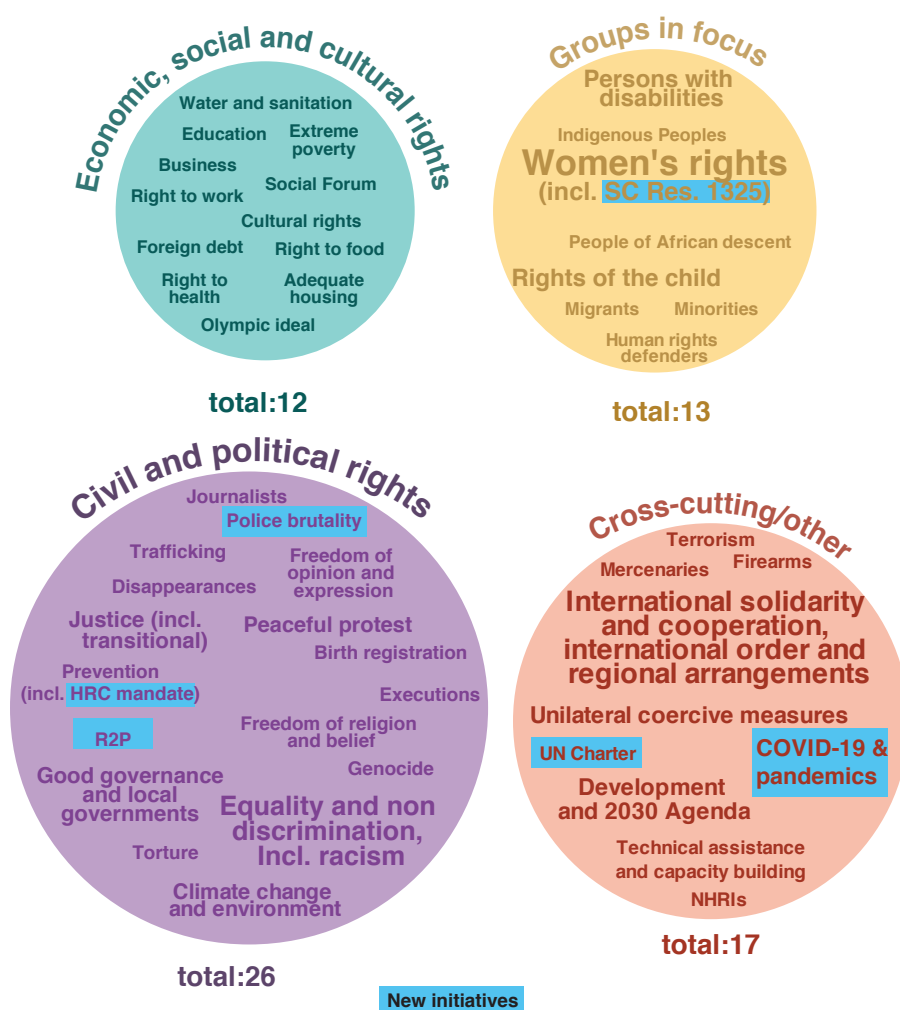 Economic, social and cultural rights
Water and sanitation
Education
Extreme
poverty
Business
Social Forum
Right to work
Cultural rights
Foreign debt
Right to food
Right to
health
Adequate
housing
Olympic ideal
total:12
Groups in focus
Persons with
disabilities
Indigenous Peoples
Women's rights
(incl. SC Res. 1325)
People of African descent
Rights of the child
Migrants
Minorities
Human rights
defenders
total:13
Civil and political rights
Journalists
Police brutality
Trafficking
Freedom of
opinion and
expression
Disappearances
Justice (incl.
transitional)
Peaceful protest
Birth registration
Prevention
(incl. HRC mandate)
Executions
R2P
Freedom of religion
and belief
Genocide
Good governance
and local
governments
Equality and non
discrimination,
Incl. racism
Torture
Climate change
and environment
total:26
Cross-cutting/other
Terrorism
Mercenaries
Firearms
International solidarity
and cooperation,
international order and
regional arrangements
Unilateral coercive measures
UN Charter
COVID-19 &
pandemics
Development
and 2030 Agenda
Technical assistance
and capacity building
NHRIs
total:17
New initiatives